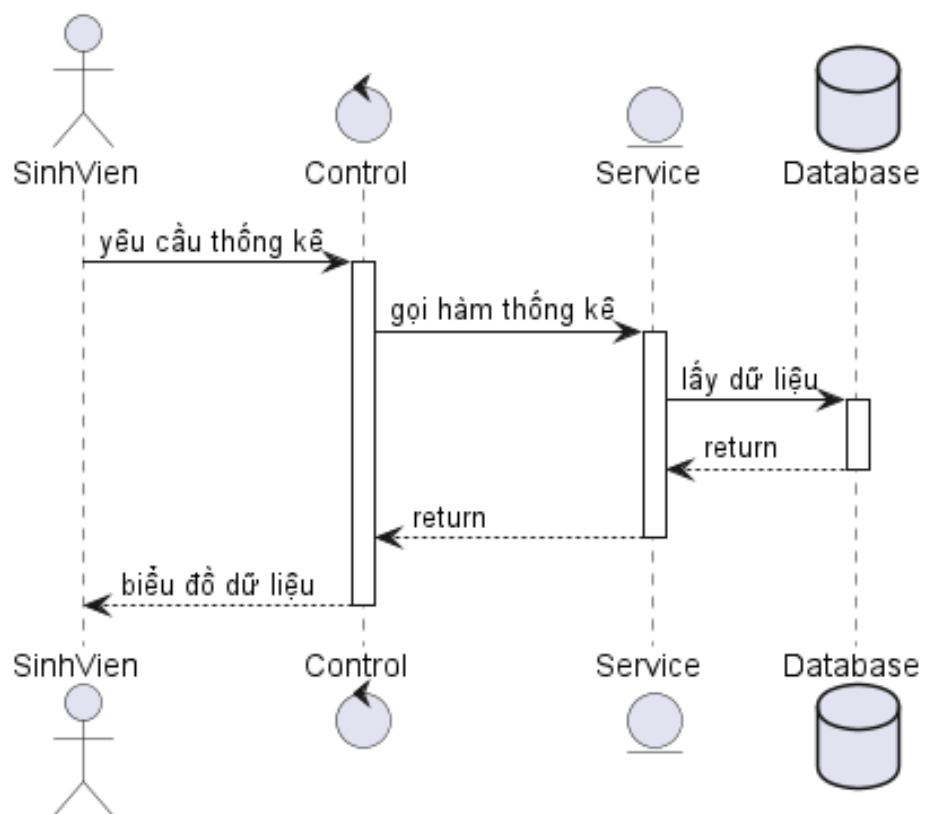 SinhVien
Control
Service
Database
yêu cầu thống kê
gọi hàm thống kê
lấy dữ liệu
return
return
biểu đồ dữ liệu
SinhVien
Control
Service
Database